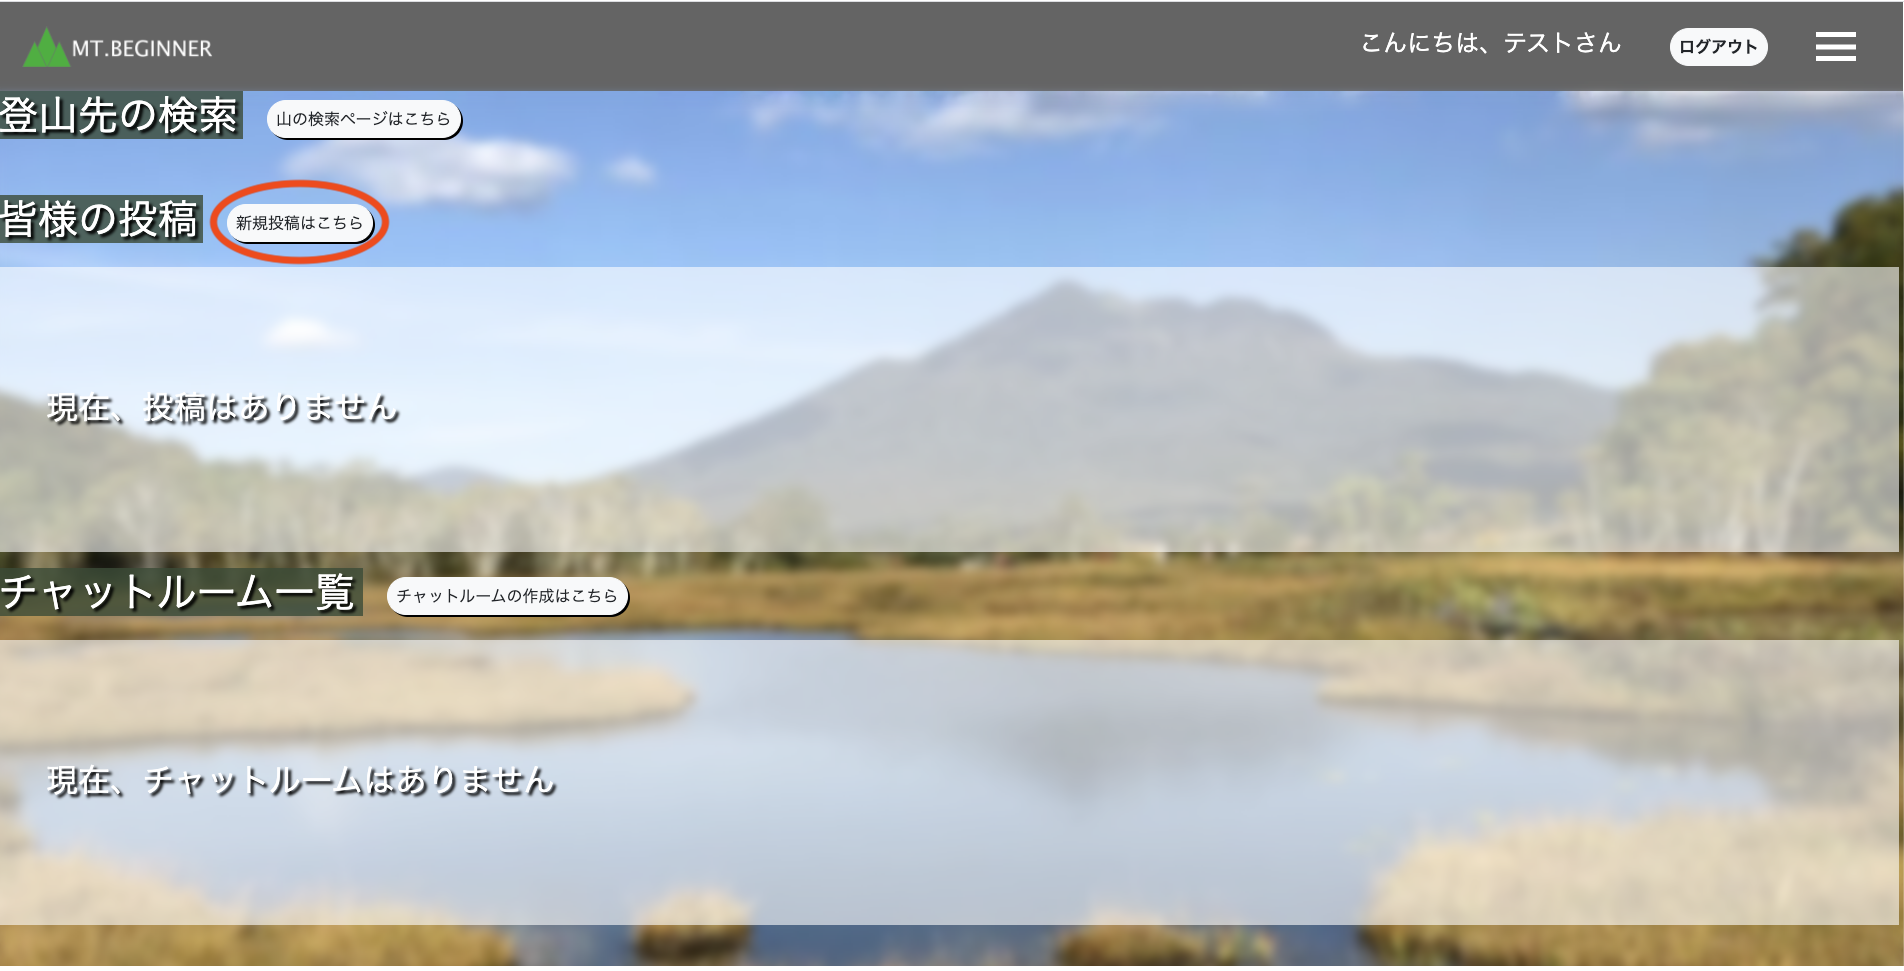 MT.BEGINNER
こんにちは、テストさん
ログアウト
登山先の検索
山の検索ページはこちら
皆様の投稿
新規投稿はこちら
現在、投稿はありません
チャットルーム一覧
チャットルームの作成はこちら
現在、チャットルームはありません